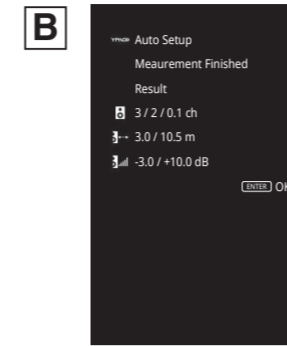 B
YPAO Auto Setup
Meaurement Finished
Result
3 / 2 / 0.1 ch
3.0 / 10.5 m
-3.0 / +10.0 dB
ENTER OK